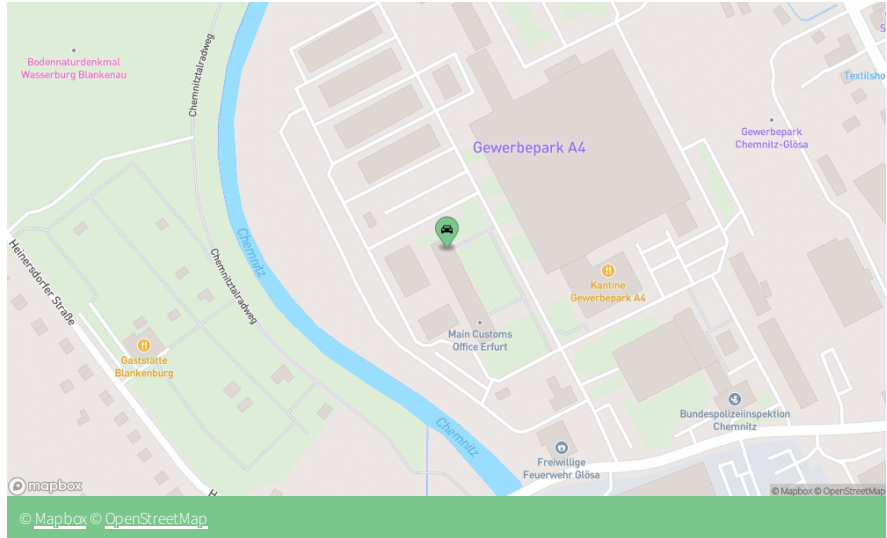 Bodennaturdenkmal
Wasserburg Blankenau
Chemnitztalradweg
Gewerbepark A4
Textilsho
Gewerbepark
Chemnitz-Glösa
Heinersdorfer Straße
Chemnitz
Chemnitztalradweg
Kantine
Gewerbepark A4
Main Customs
Office Erfurt
Gaststätte
Blankenburg
Bundespolizeiinspektion
Chemnitz
Chemnitz
Freiwillige
Feuerwehr Glösa
mapbox
© Mapbox © OpenStreetMap
© Mapbox © OpenStreetMap